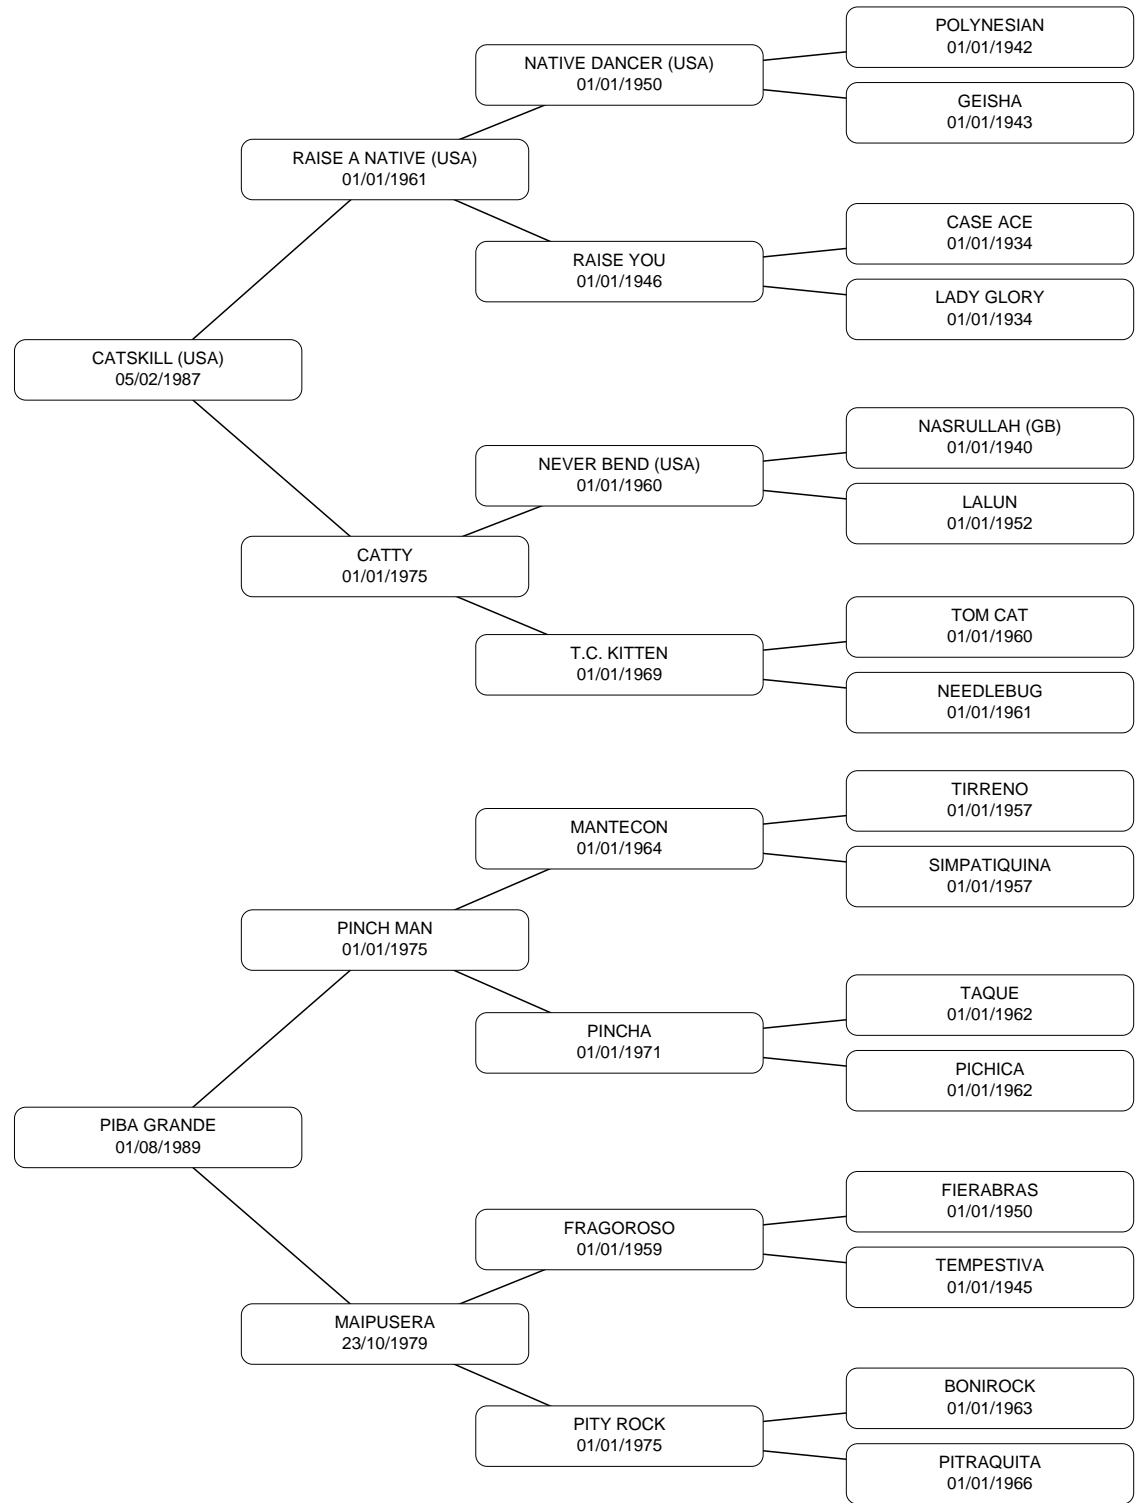 POLYNESIAN
01/01/1942
NATIVE DANCER (USA)
01/01/1950
GEISHA
01/01/1943
RAISE A NATIVE (USA)
01/01/1961
CASE ACE
01/01/1934
RAISE YOU
01/01/1946
LADY GLORY
01/01/1934
CATSKILL (USA)
05/02/1987
NASRULLAH (GB)
01/01/1940
NEVER BEND (USA)
01/01/1960
LALUN
01/01/1952
CATTY
01/01/1975
TOM CAT
01/01/1960
T.C. KITTEN
01/01/1969
NEEDLEBUG
01/01/1961
TIRRENO
01/01/1957
MANTECON
01/01/1964
SIMPATIQUINA
01/01/1957
PINCH MAN
01/01/1975
TAQUE
01/01/1962
PINCHA
01/01/1971
PICHICA
01/01/1962
PIBA GRANDE
01/08/1989
FIERABRAS
01/01/1950
FRAGOROSO
01/01/1959
TEMPESTIVA
01/01/1945
MAIPUSERA
23/10/1979
BONIROCK
01/01/1963
PITY ROCK
01/01/1975
PITRAQUITA
01/01/1966